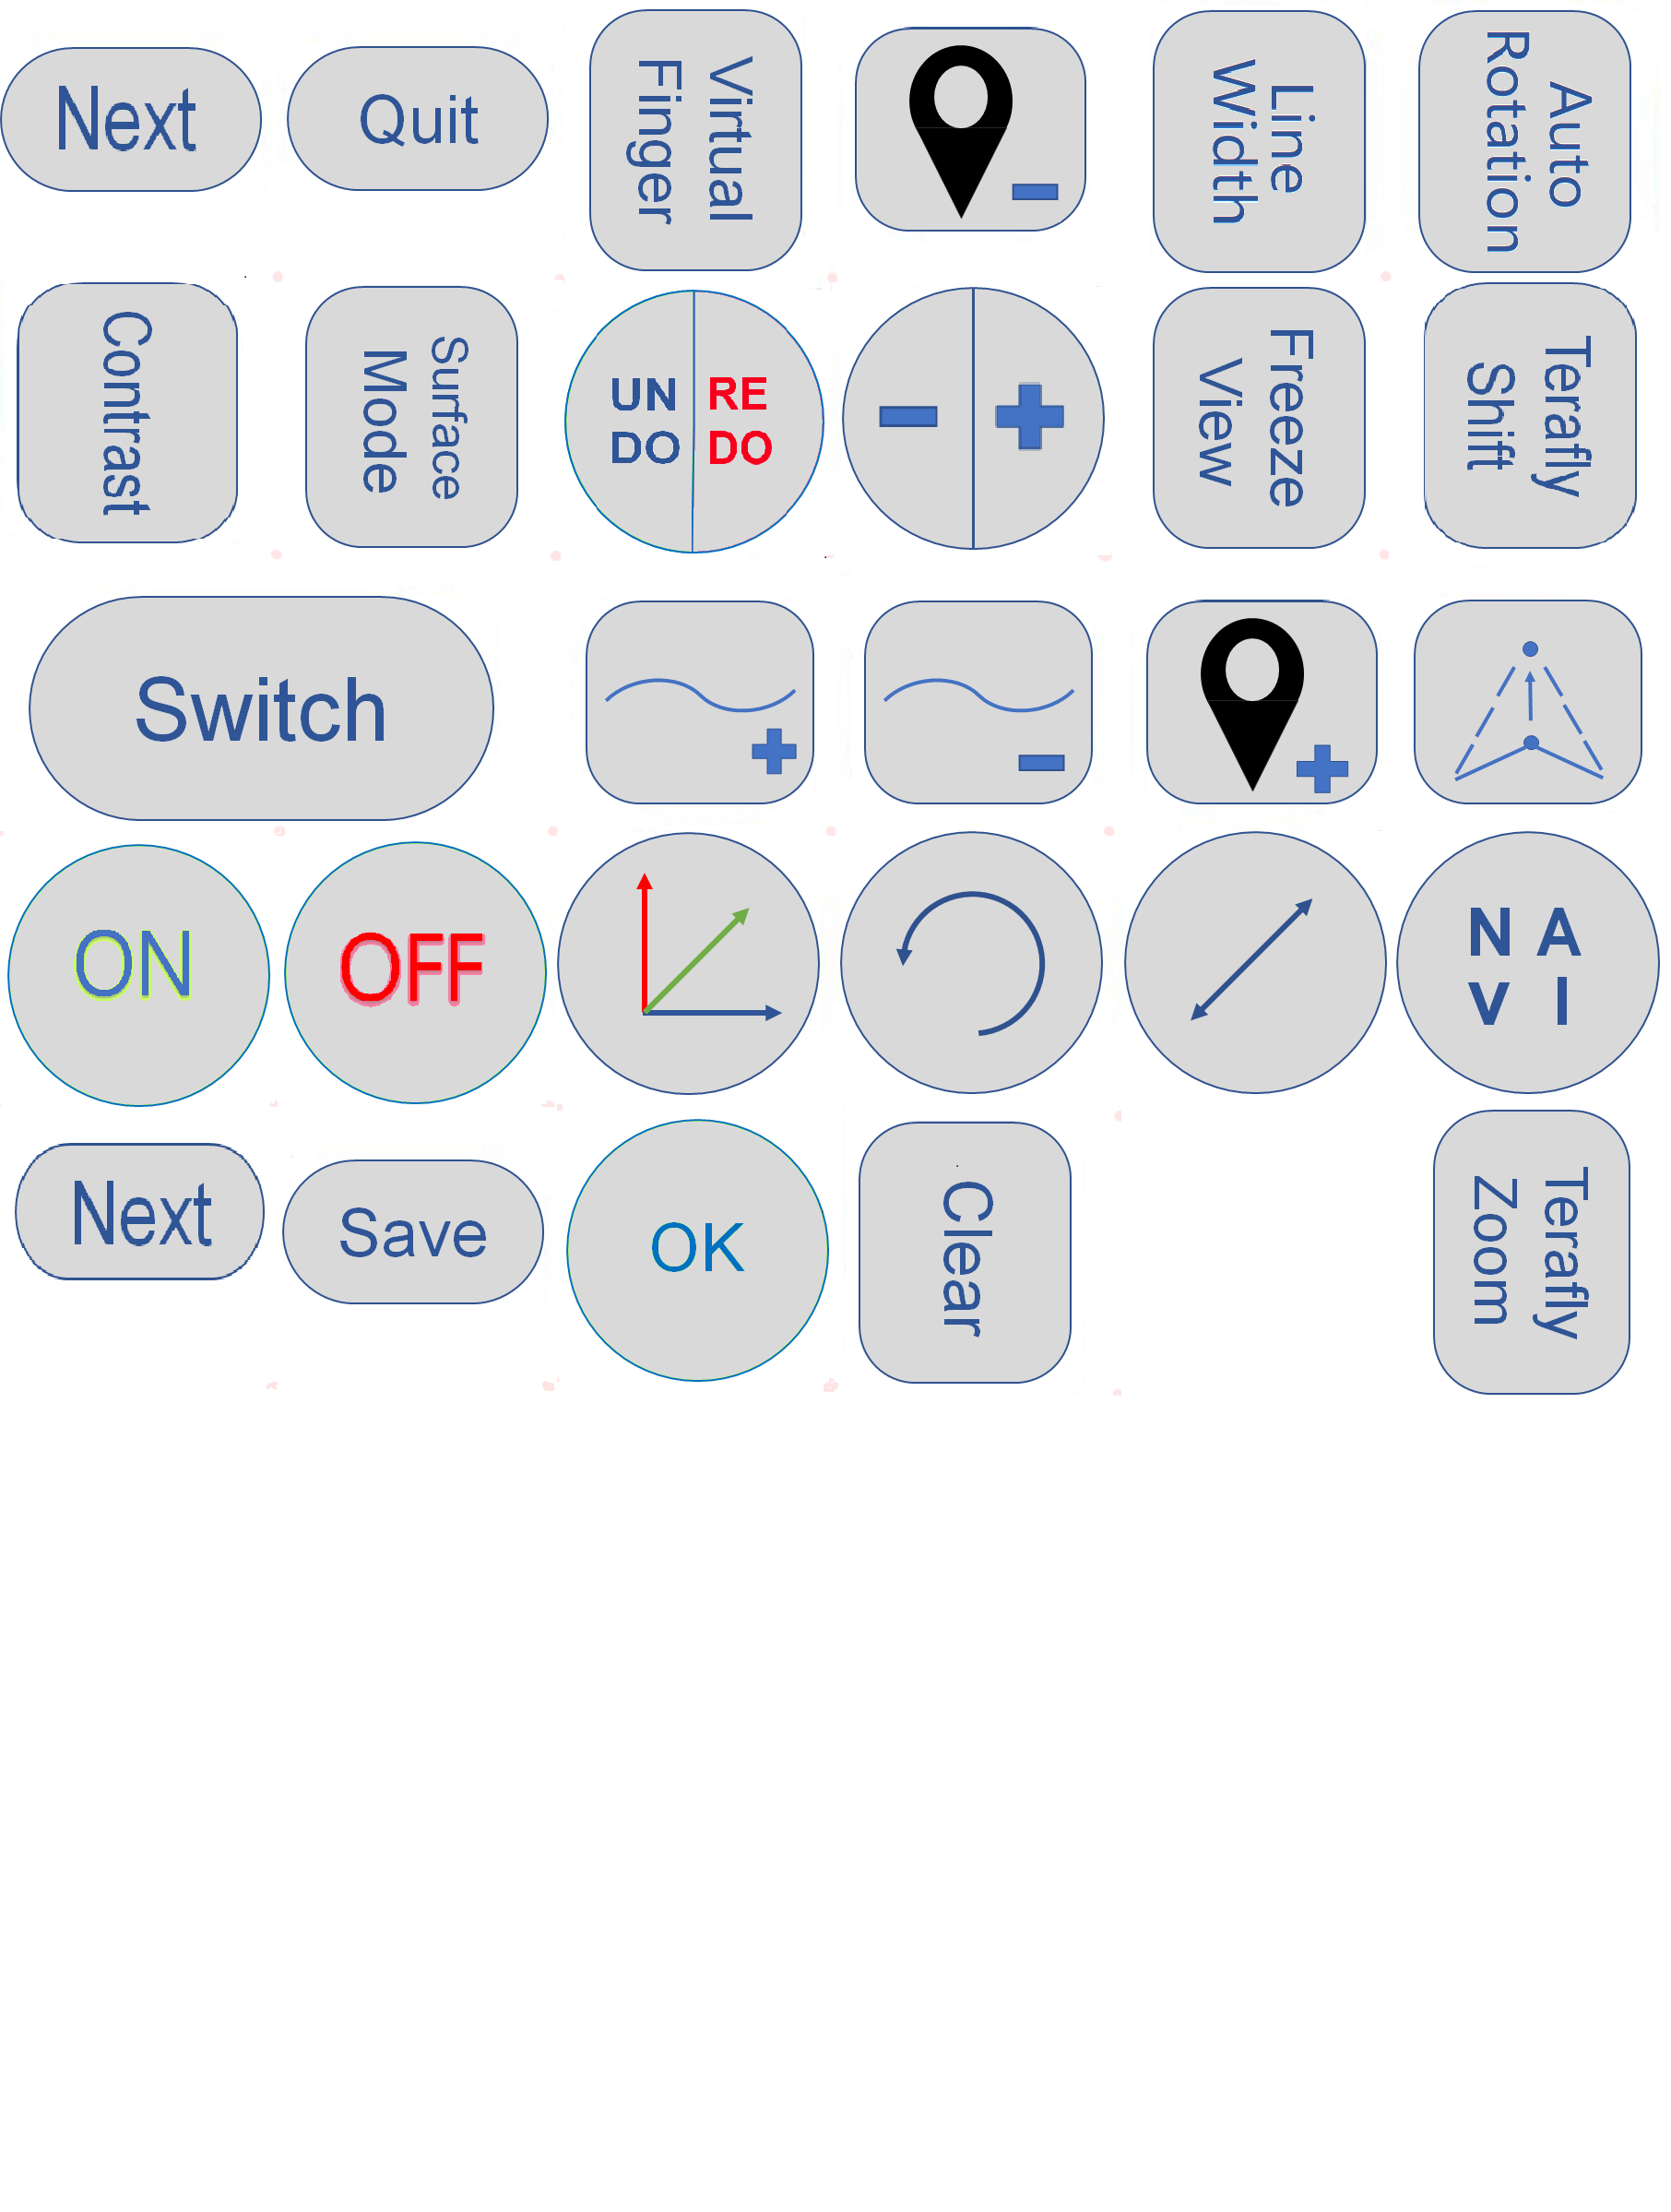 Next
Quit
Virtual
Finger
Line
Width
Auto
Rotation
Contrast
Surface
Mode
UN
DO
RE
DO
Freeze
View
Terafly
Shift
Switch
ON
OFF
N A
V I
Next
Save
OK
Clear
Terafly
Zoom